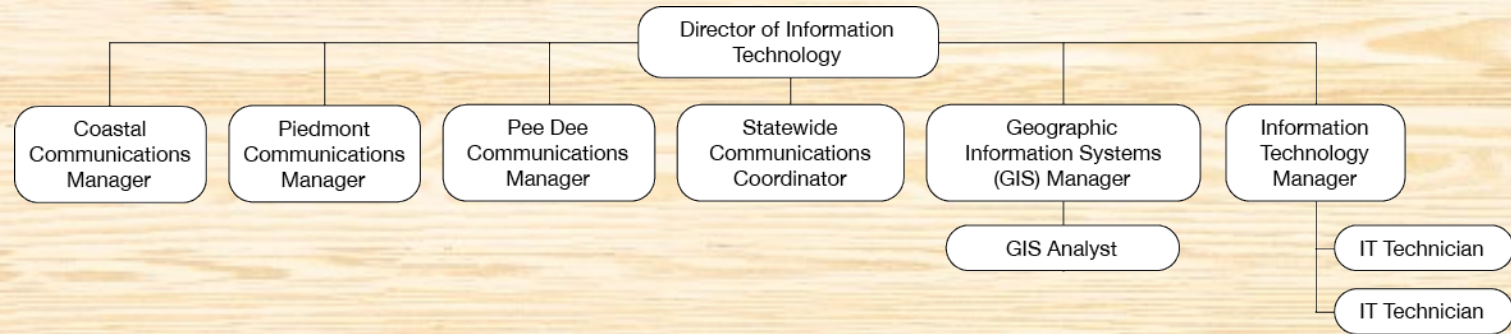 Director of Information
Technology
Coastal
Communications
Manager
Piedmont
Communications
Manager
Pee Dee
Communications
Manager
Statewide
Communications
Coordinator
Geographic
Information Systems
(GIS) Manager
Information
Technology
Manager
GIS Analyst
IT Technician
IT Technician